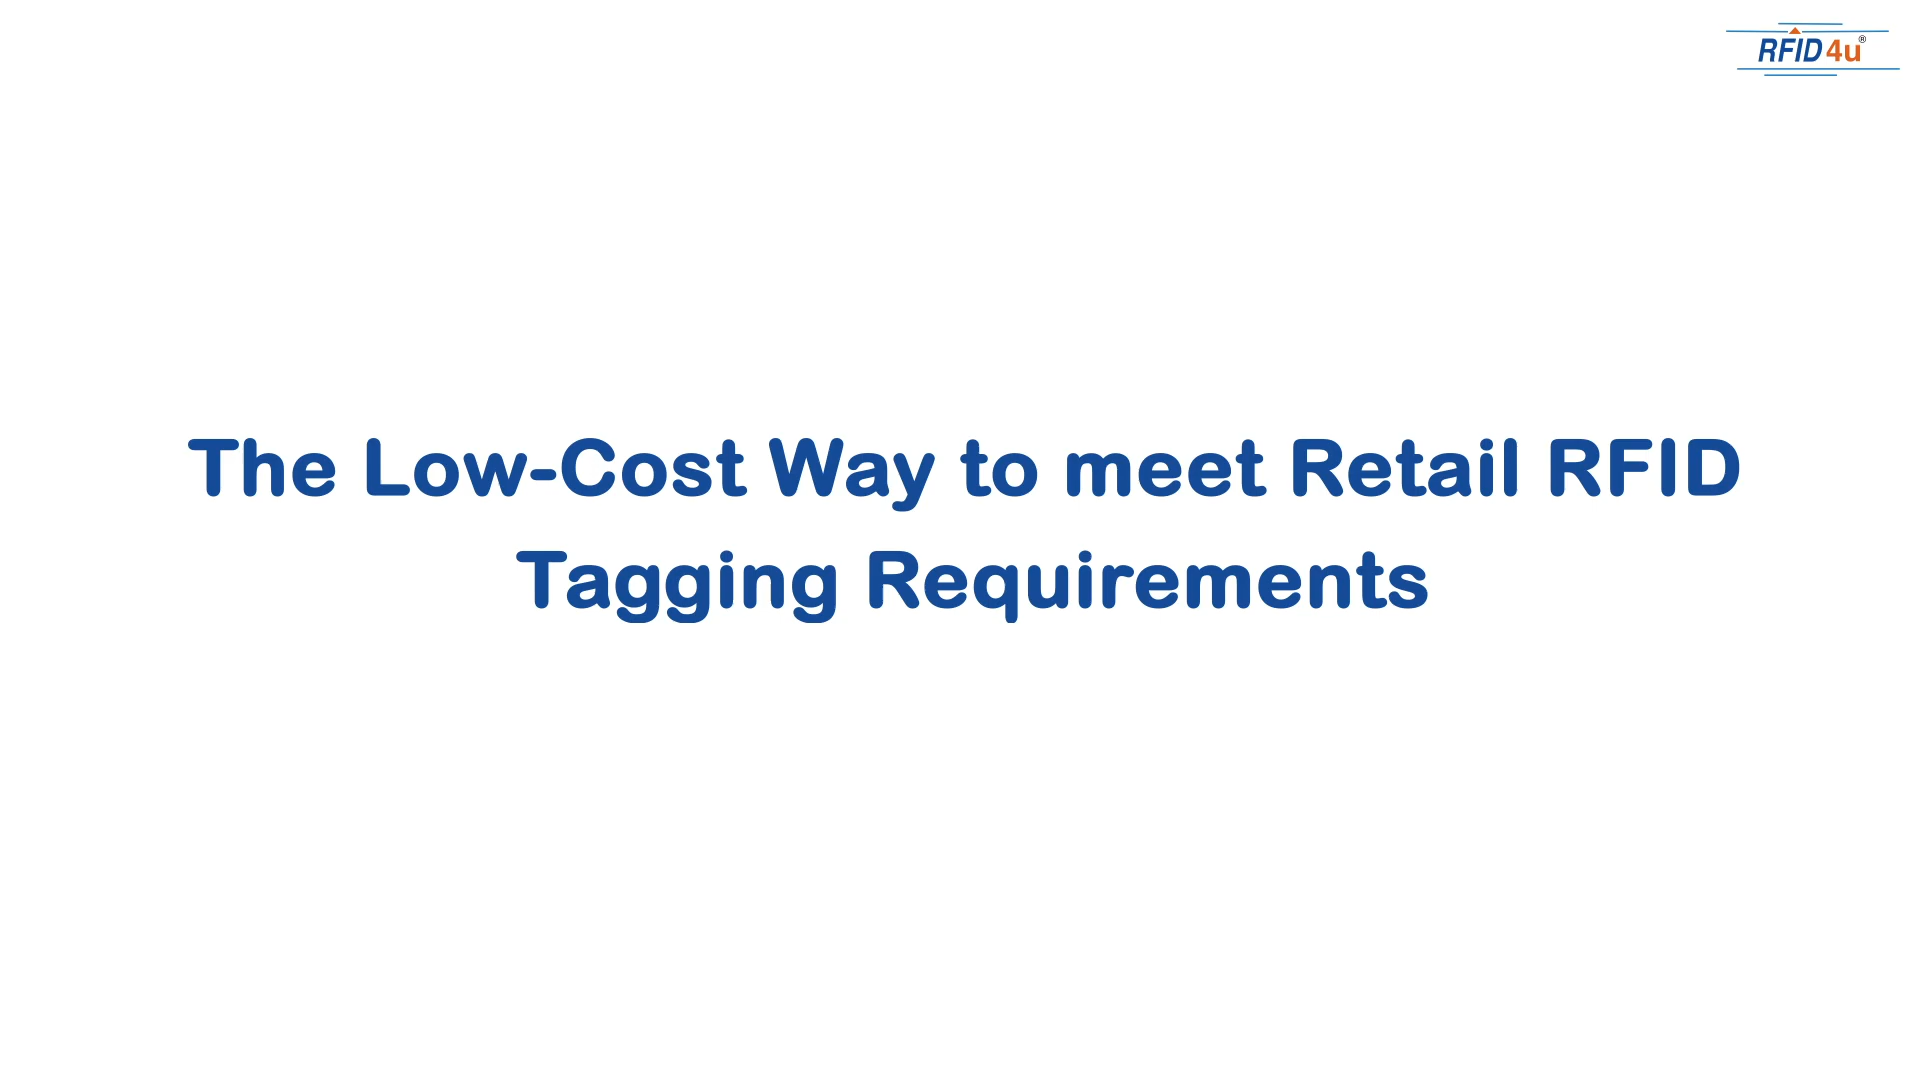 RFID4u®
The Low-Cost Way to meet Retail RFID
Tagging Requirements